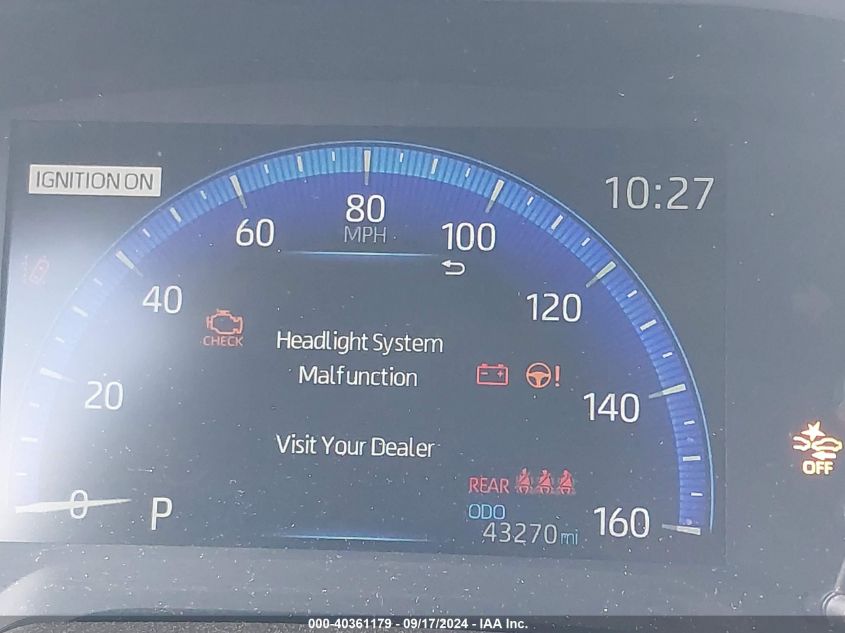 IGNITION ON
10:27
80
MPH
60
100
40
120
CHECK
Headlight System
Malfunction
20
140
Visit Your Dealer
OFF
REAR
ODO
0
P
43270 mi
160
000-40361179 - 09/17/2024 - IAA Inc.